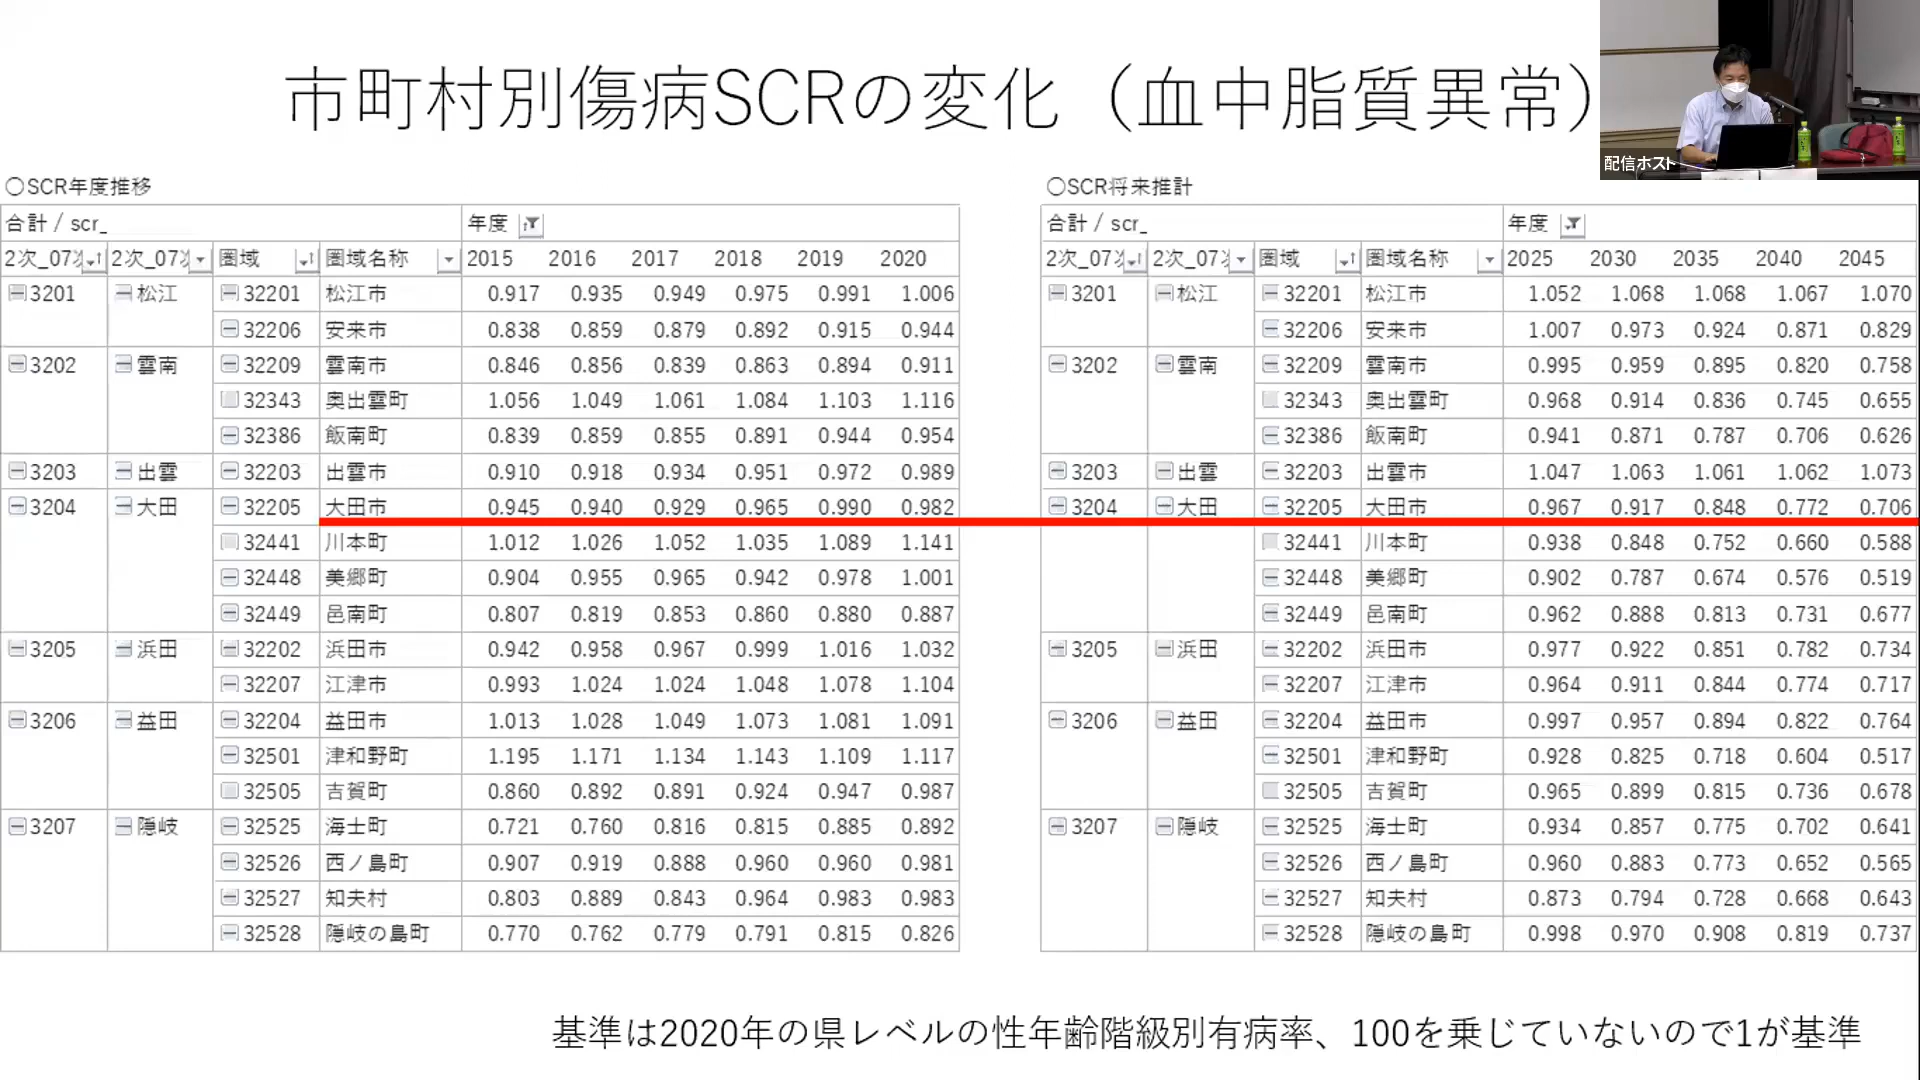 市町村別傷病SCRの変化（血中脂質異常）
配信ホスト
○SCR年度推移
合計 / scr_ 年度
2次_07 2次_07 圏域 圏域名称 2015 2016 2017 2018 2019 2020
3201 松江 32201 松江市 0.917 0.935 0.949 0.975 0.991 1.006
32206 安来市 0.838 0.859 0.879 0.892 0.915 0.944
3202 雲南 32209 雲南市 0.846 0.856 0.839 0.863 0.894 0.911
32343 奥出雲町 1.056 1.049 1.061 1.084 1.103 1.116
32386 飯南町 0.839 0.859 0.855 0.891 0.944 0.954
3203 出雲 32203 出雲市 0.910 0.918 0.934 0.951 0.972 0.989
3204 大田 32205 大田市 0.945 0.940 0.929 0.965 0.990 0.982
32441 川本町 1.012 1.026 1.052 1.035 1.089 1.141
32448 美郷町 0.904 0.955 0.965 0.942 0.978 1.001
32449 邑南町 0.807 0.819 0.853 0.860 0.880 0.887
3205 浜田 32202 浜田市 0.942 0.958 0.967 0.999 1.016 1.032
32207 江津市 0.993 1.024 1.024 1.048 1.078 1.104
3206 益田 32204 益田市 1.013 1.028 1.049 1.073 1.081 1.091
32501 津和野町 1.195 1.171 1.134 1.143 1.109 1.117
32505 吉賀町 0.860 0.892 0.891 0.924 0.947 0.987
3207 隠岐 32525 海士町 0.721 0.760 0.816 0.815 0.885 0.892
32526 西ノ島町 0.907 0.919 0.888 0.960 0.960 0.981
32527 知夫村 0.803 0.889 0.843 0.964 0.983 0.983
32528 隠岐の島町 0.770 0.762 0.779 0.791 0.815 0.826
○SCR将来推計
合計 / scr_ 年度
2次_07 2次_07 圏域 圏域名称 2025 2030 2035 2040 2045
3201 松江 32201 松江市 1.052 1.068 1.068 1.067 1.070
32206 安来市 1.007 0.973 0.924 0.871 0.829
3202 雲南 32209 雲南市 0.995 0.959 0.895 0.820 0.758
32343 奥出雲町 0.968 0.914 0.836 0.745 0.655
32386 飯南町 0.941 0.871 0.787 0.706 0.626
3203 出雲 32203 出雲市 1.047 1.063 1.061 1.062 1.073
3204 大田 32205 大田市 0.967 0.917 0.848 0.772 0.706
32441 川本町 0.938 0.848 0.752 0.660 0.588
32448 美郷町 0.902 0.787 0.674 0.576 0.519
32449 邑南町 0.962 0.888 0.813 0.731 0.677
3205 浜田 32202 浜田市 0.977 0.922 0.851 0.782 0.734
32207 江津市 0.964 0.911 0.844 0.774 0.717
3206 益田 32204 益田市 0.997 0.957 0.894 0.822 0.764
32501 津和野町 0.928 0.825 0.718 0.604 0.517
32505 吉賀町 0.965 0.899 0.815 0.736 0.678
3207 隠岐 32525 海士町 0.934 0.857 0.775 0.702 0.641
32526 西ノ島町 0.960 0.883 0.773 0.652 0.565
32527 知夫村 0.873 0.794 0.728 0.668 0.643
32528 隠岐の島町 0.998 0.970 0.908 0.819 0.737
基準は2020年の県レベルの性年齢階級別有病率、100を乗じていないので1が基準